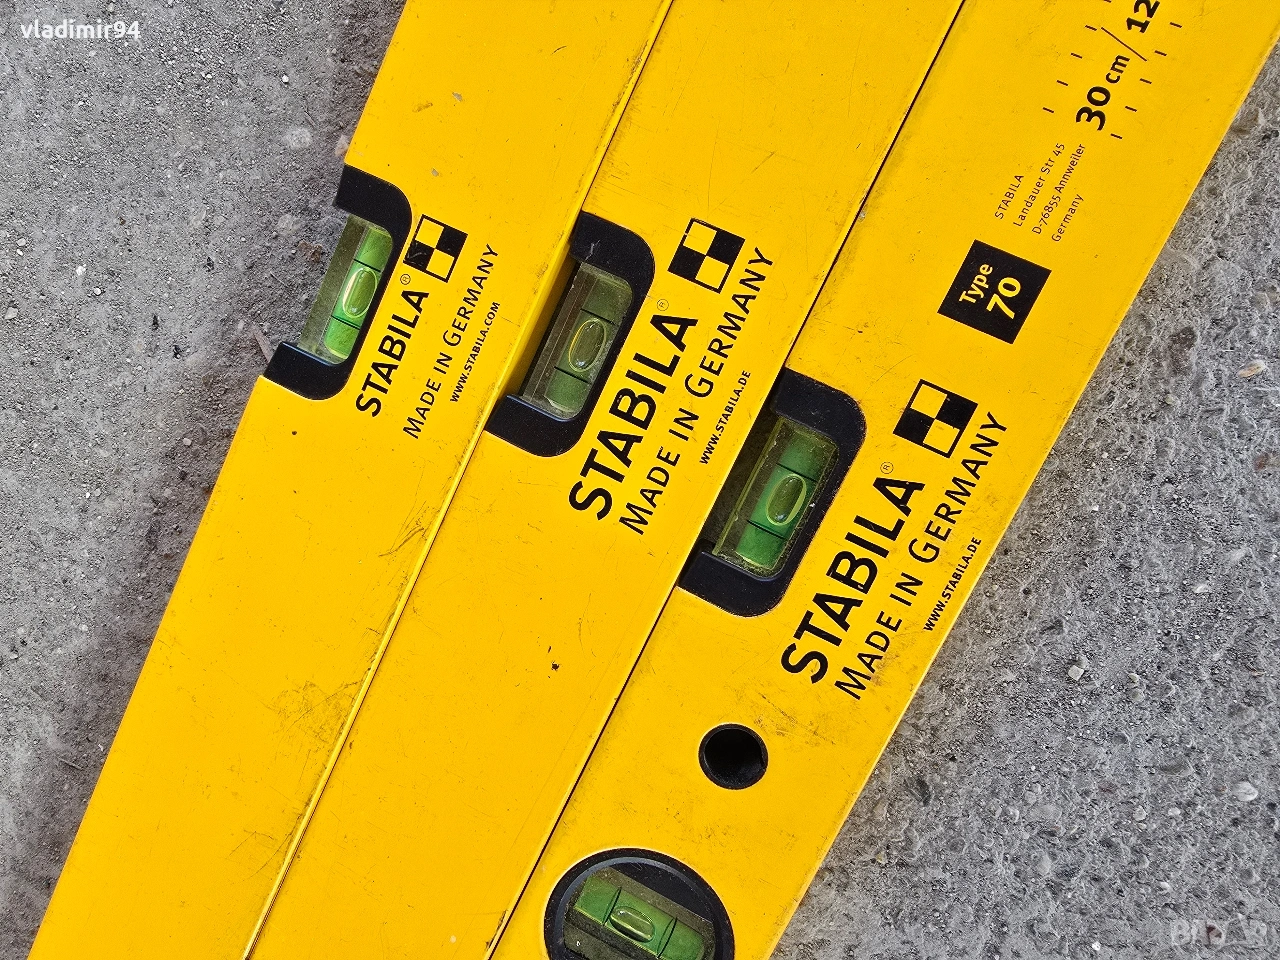 vladimir94
STABILA®
MADE IN GERMANY
WWW.STABILA.COM
STABILA®
MADE IN GERMANY
WWW.STABILA.DE
STABILA®
MADE IN GERMANY
WWW.STABILA.DE
Type
70
STABILA
Landauer Str 45
D-76855 Annweiler
Germany
30 cm / 12